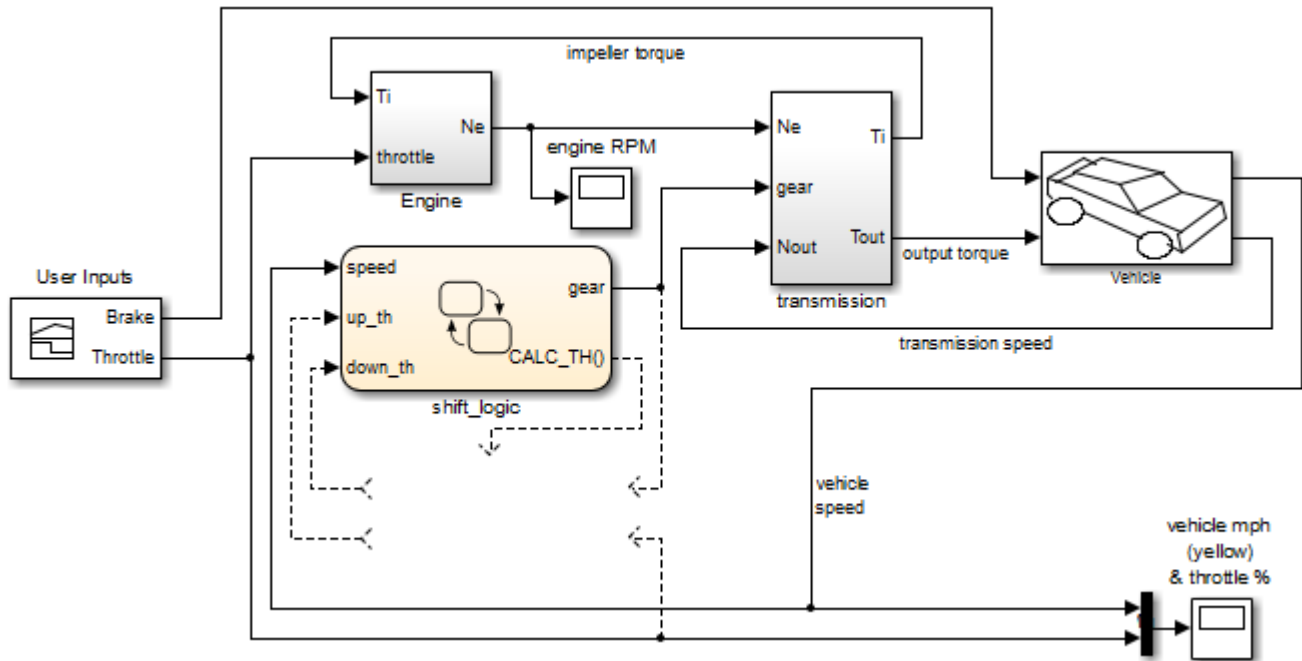 impeller torque
Ti
Ne
throttle
Engine
engine RPM
Ne
Ti
gear
Nout
Tout
transmission
output torque
Vehicle
transmission speed
User Inputs
Brake
Throttle
speed
gear
up_th
CALC_TH()
down_th
shift_logic
vehicle
speed
vehicle mph
(yellow)
& throttle %